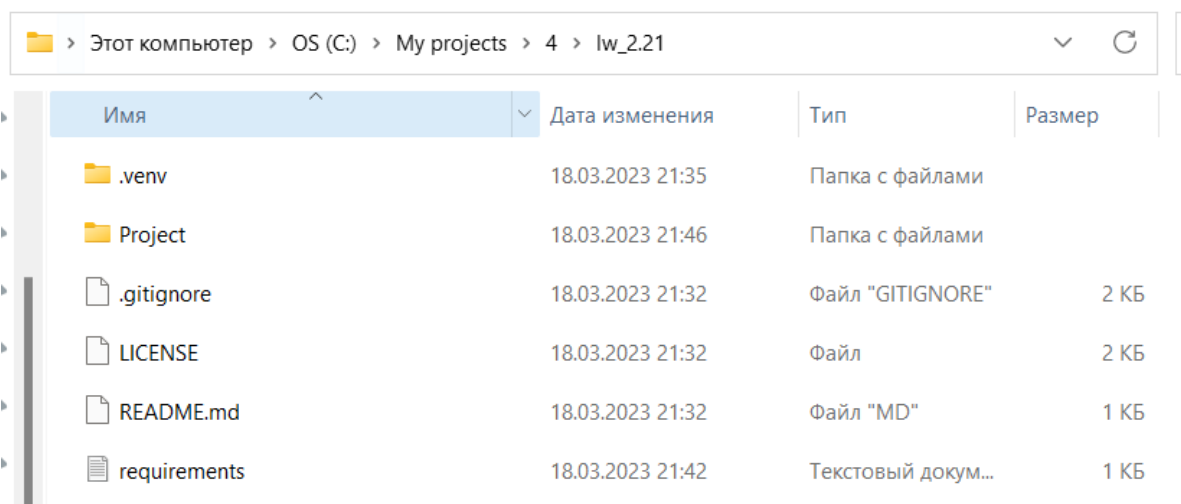 Этот компьютер > OS (C:) > My projects > 4 > lw_2.21
Имя Дата изменения Тип Размер
.venv 18.03.2023 21:35 Папка с файлами
Project 18.03.2023 21:46 Папка с файлами
.gitignore 18.03.2023 21:32 Файл "GITIGNORE" 2 КБ
LICENSE 18.03.2023 21:32 Файл 2 КБ
README.md 18.03.2023 21:32 Файл "MD" 1 КБ
requirements 18.03.2023 21:42 Текстовый докум... 1 КБ